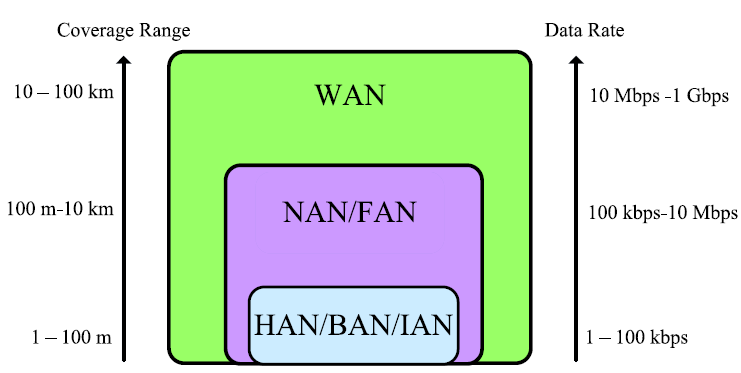 Coverage Range
Data Rate
10 – 100 km
WAN
10 Mbps -1 Gbps
100 m-10 km
NAN/FAN
100 kbps-10 Mbps
1 – 100 m
HAN/BAN/IAN
1 – 100 kbps